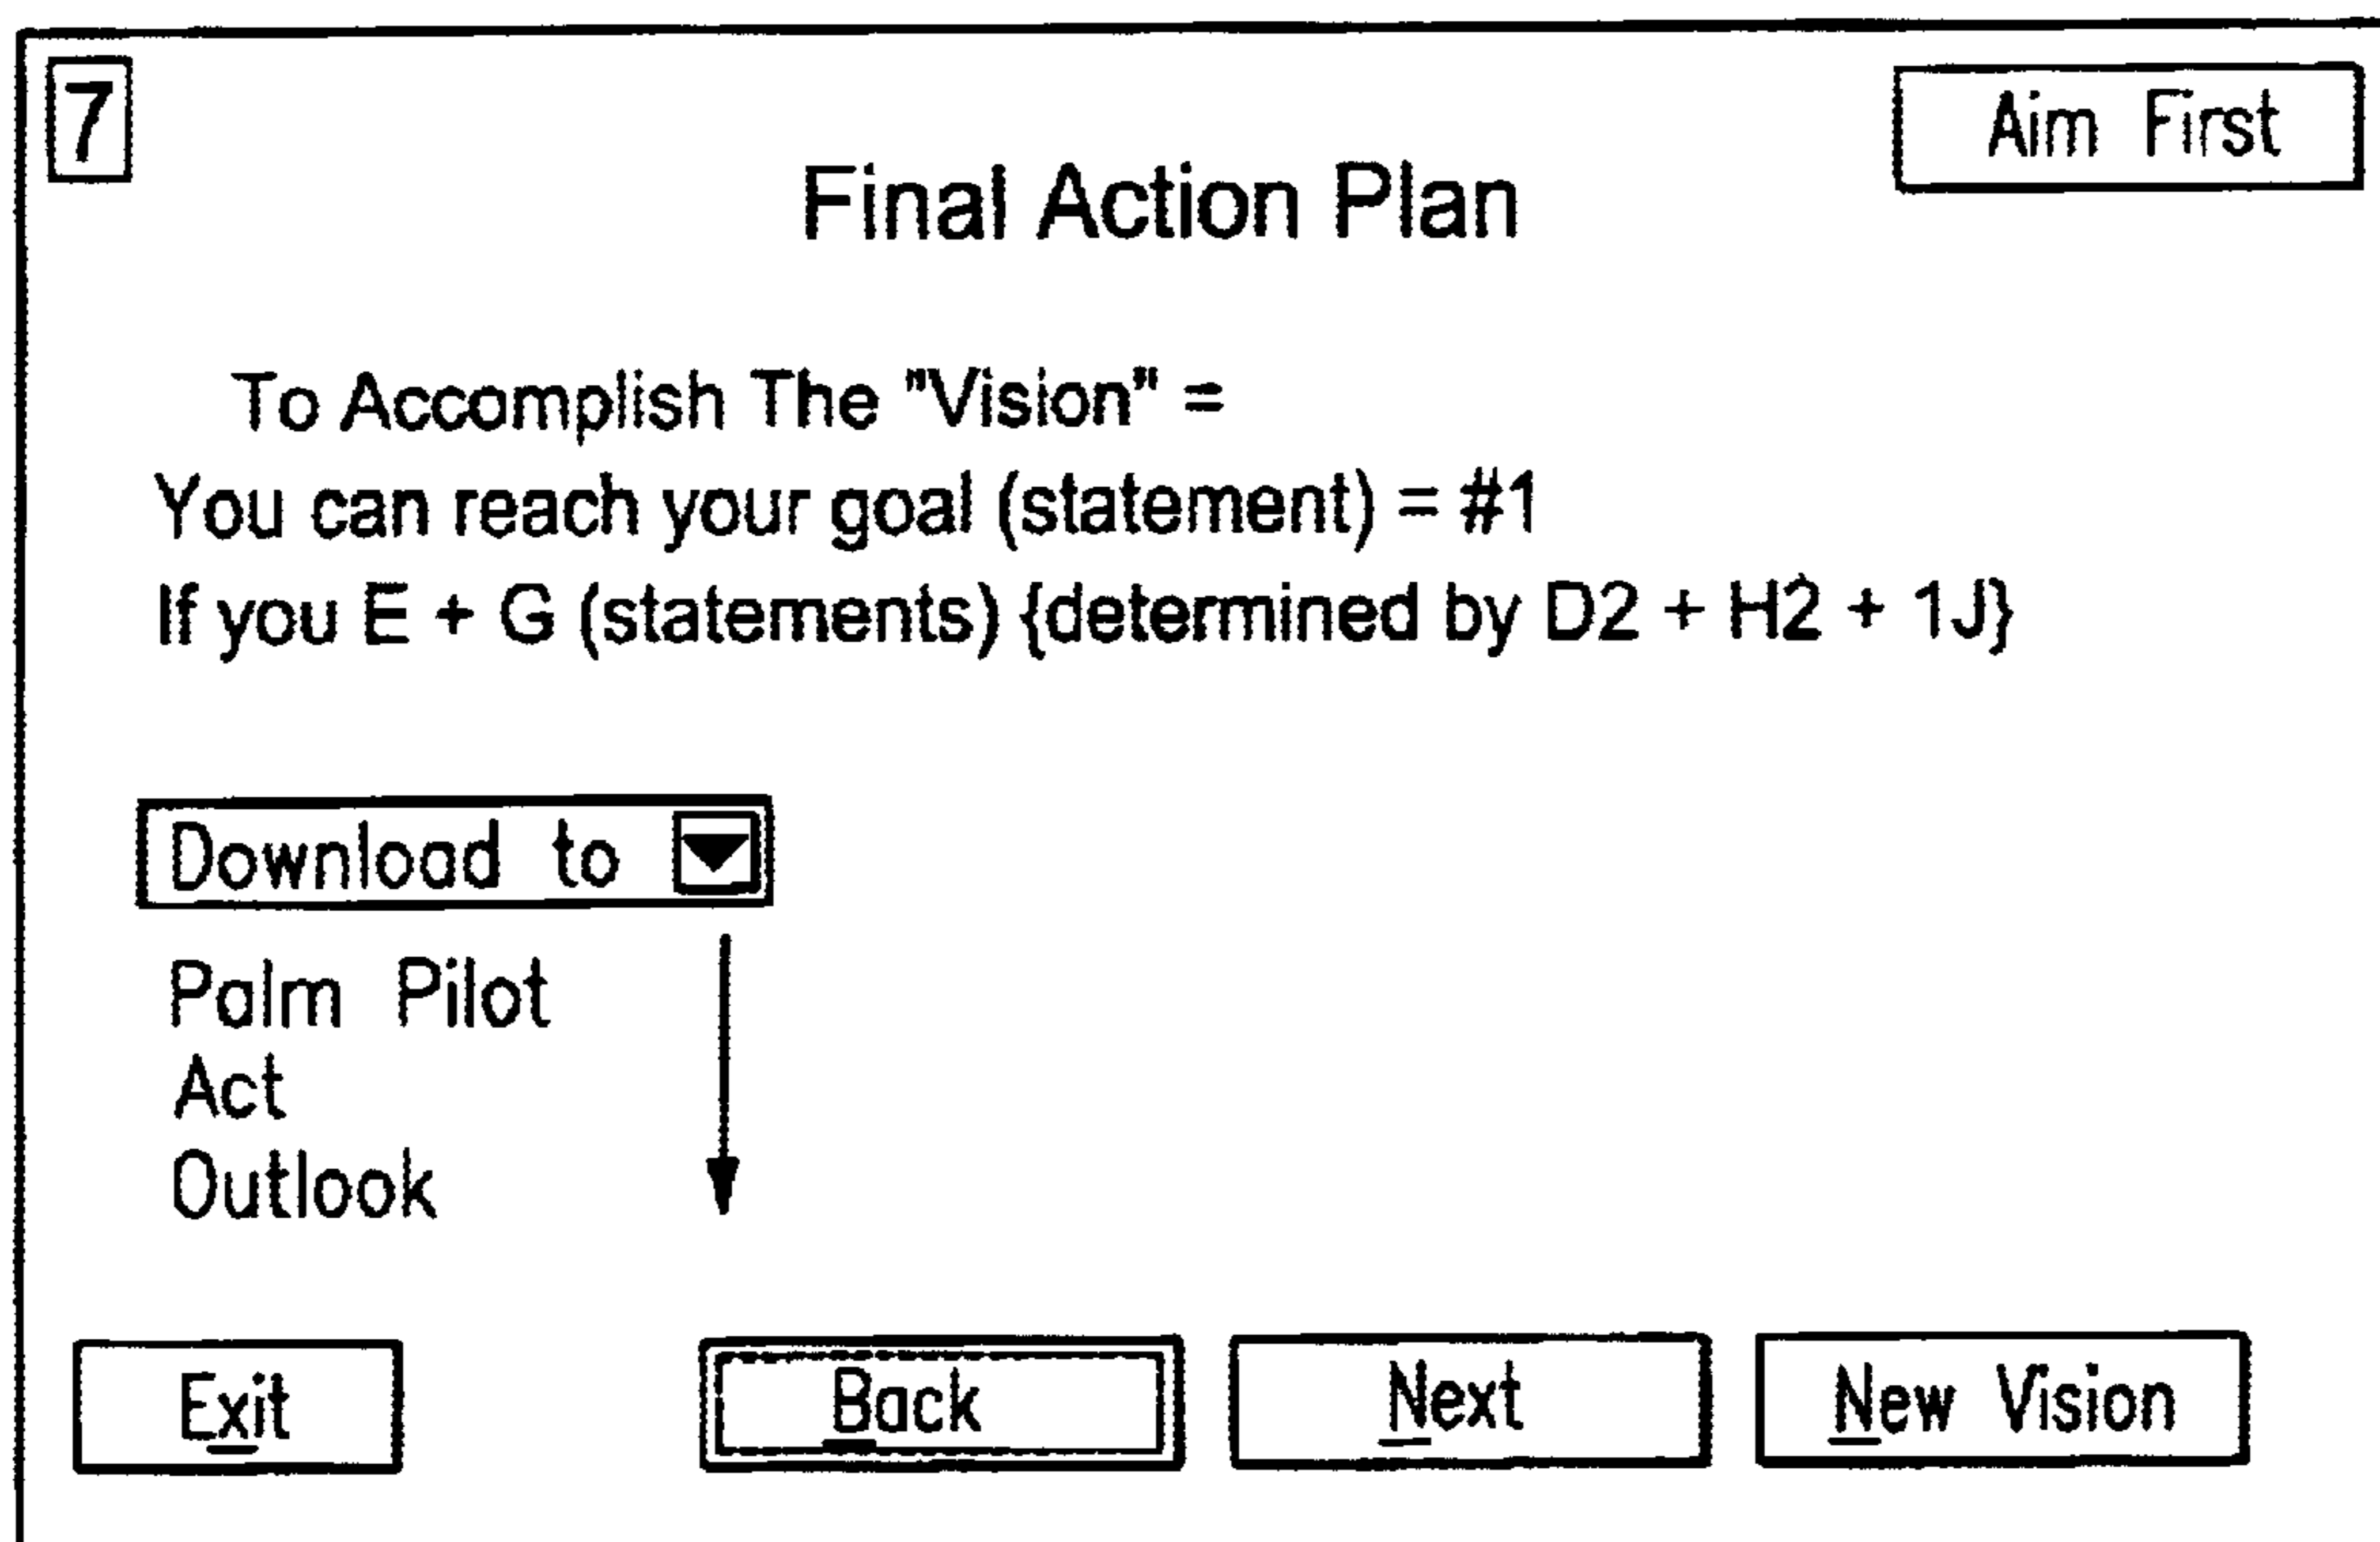 7
Aim First
Final Action Plan
To Accomplish The "Vision" =
You can reach your goal (statement) = #1
If you E + G (statements) {determined by D2 + H2 + 1J}
Download to
Palm Pilot
Act
Outlook
Exit
Back
Next
New Vision